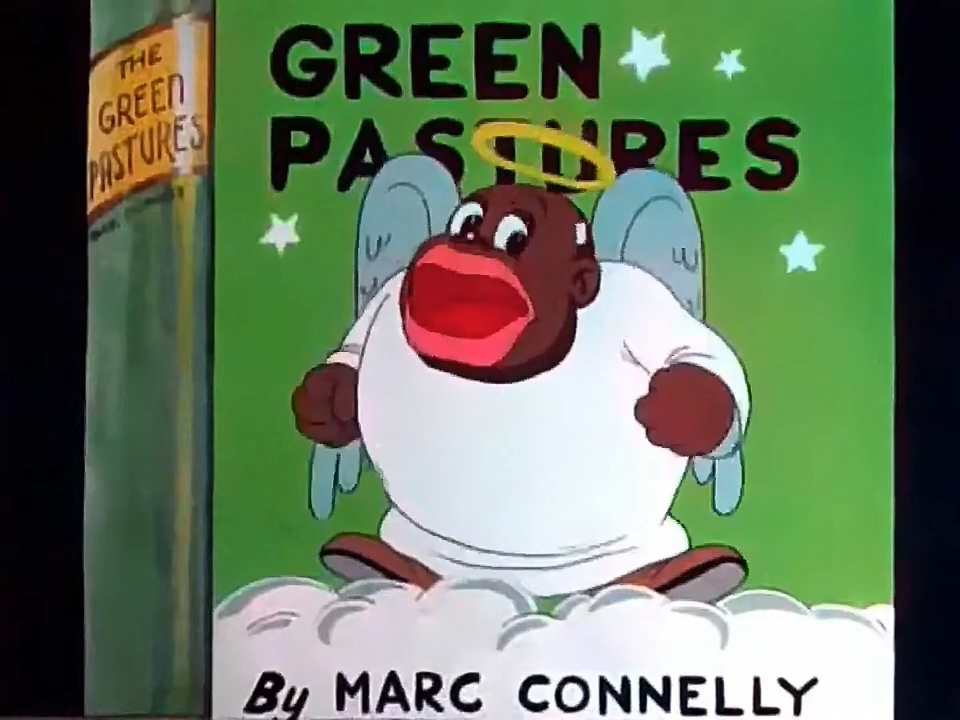 THE
GREEN
PASTURES
GREEN
PASTURES
By MARC CONNELLY